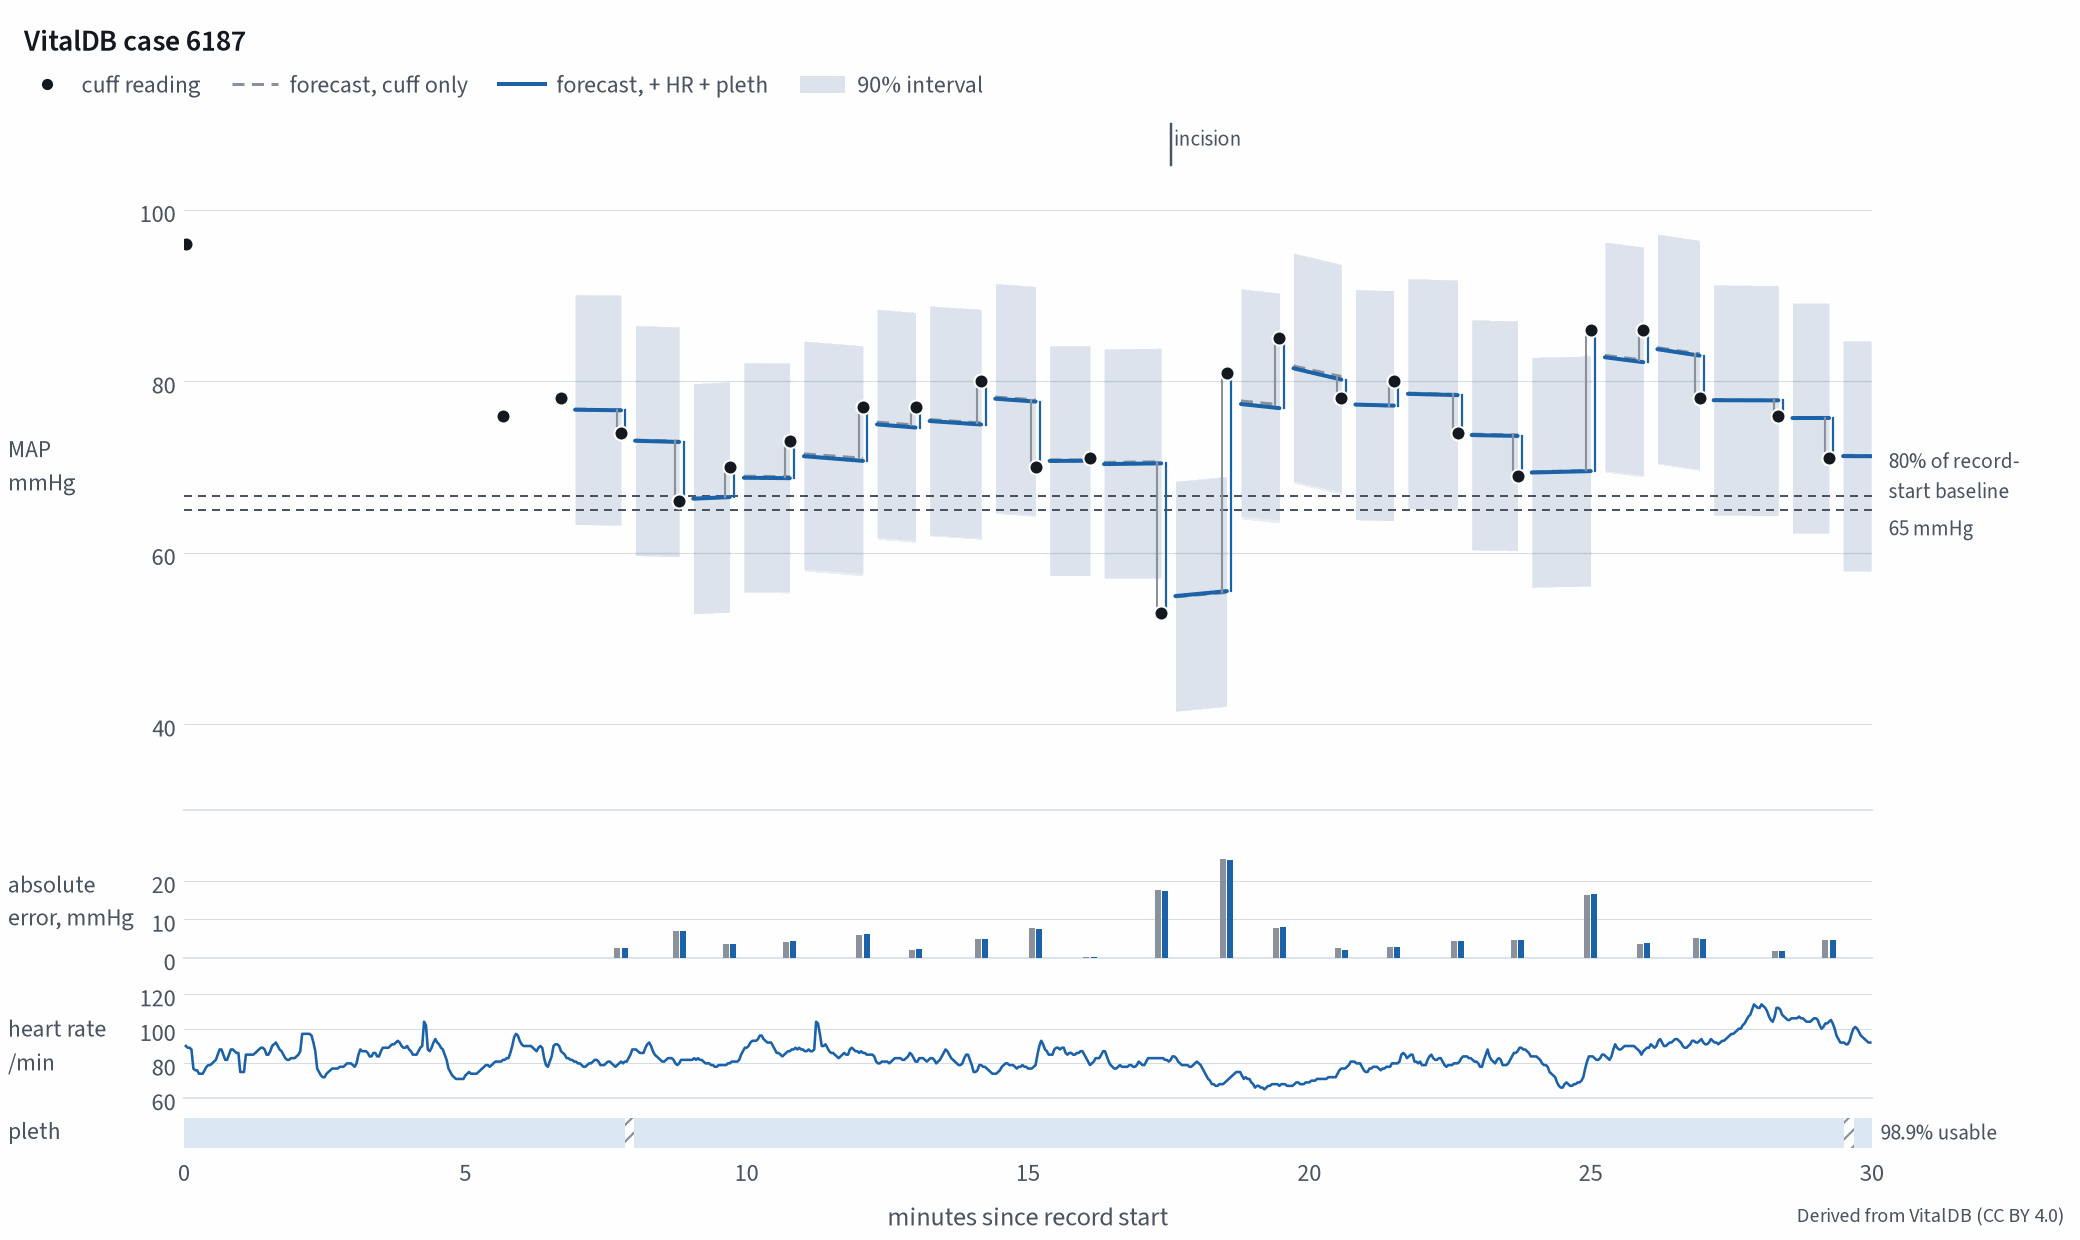 VitalDB case 6187
cuff reading
forecast, cuff only
forecast, + HR + pleth
90% interval
incision
100
80
60
40
MAP
mmHg
80% of record-
start baseline
65 mmHg
absolute
error, mmHg
20
10
0
heart rate
/min
120
100
80
60
pleth
98.9% usable
0 5 10 15 20 25 30
minutes since record start
Derived from VitalDB (CC BY 4.0)